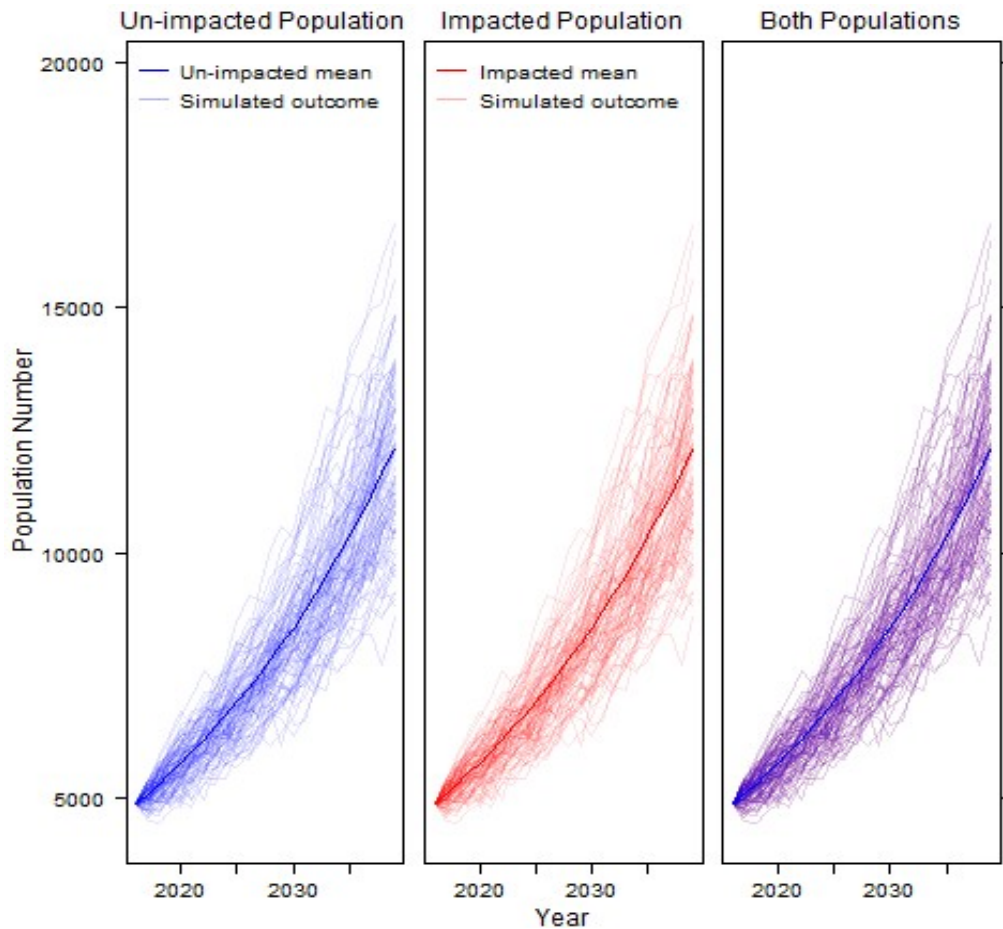 Un-impacted Population
Impacted Population
Both Populations
Un-impacted mean
Simulated outcome
Impacted mean
Simulated outcome
Population Number
20000
15000
10000
5000
2020
2030
2020
2030
2020
2030
Year